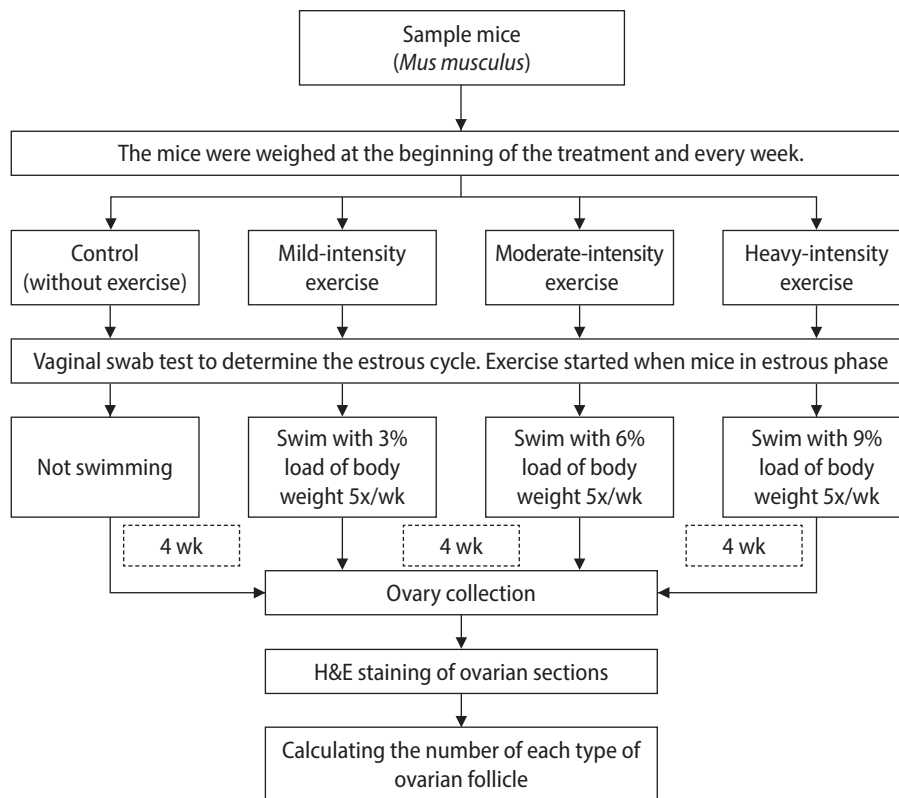 Sample mice
(Mus musculus)
The mice were weighed at the beginning of the treatment and every week.
Control
(without exercise)
Mild-intensity
exercise
Moderate-intensity
exercise
Heavy-intensity
exercise
Vaginal swab test to determine the estrous cycle. Exercise started when mice in estrous phase
Not swimming
Swim with 3%
load of body
weight 5x/wk
Swim with 6%
load of body
weight 5x/wk
Swim with 9%
load of body
weight 5x/wk
4 wk
4 wk
4 wk
Ovary collection
H&E staining of ovarian sections
Calculating the number of each type of
ovarian follicle